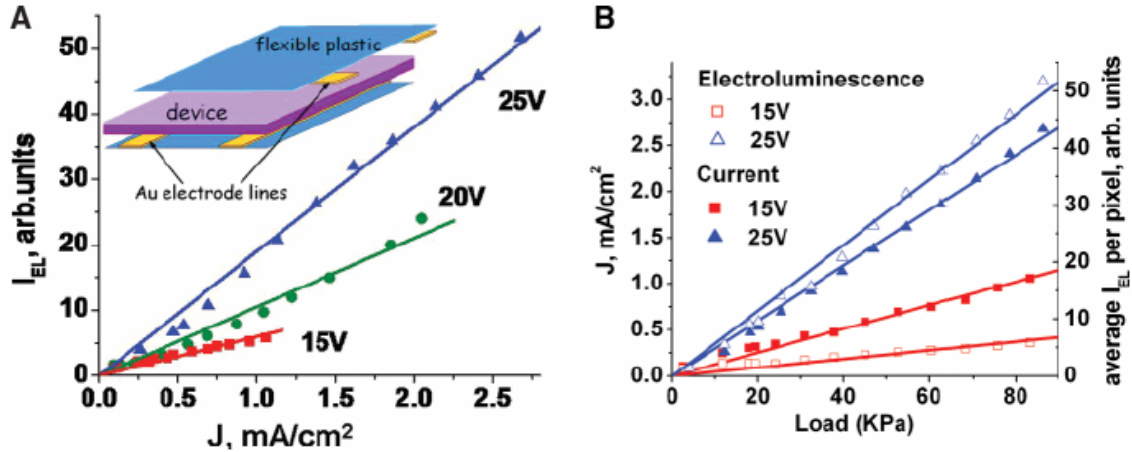 A
50
40
30
20
10
0
I_EL, arb.units
0.0 0.5 1.0 1.5 2.0 2.5
J, mA/cm²
flexible plastic
device
Au electrode lines
25V
20V
15V
B
3.0
2.5
2.0
1.5
1.0
0.5
0.0
J, mA/cm²
Electroluminescence
15V
25V
Current
15V
25V
0 20 40 60 80
Load (KPa)
50
40
30
20
10
0
average I_EL per pixel, arb. units